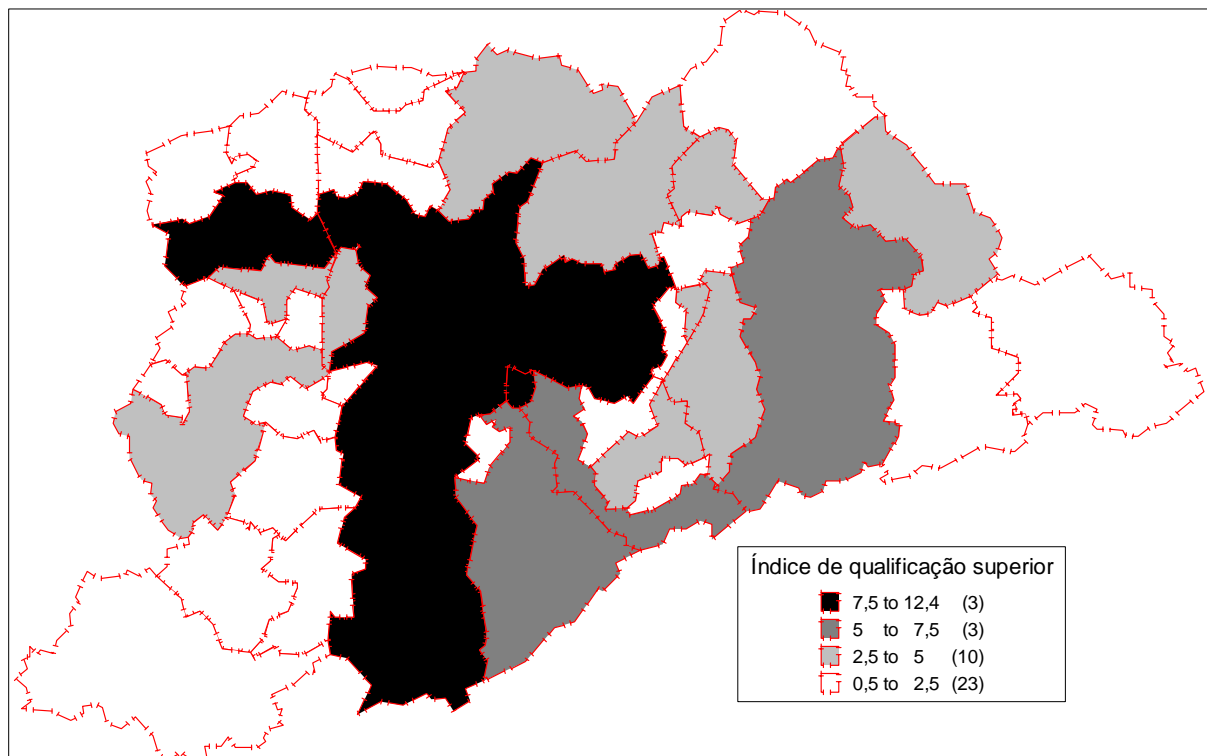 Índice de qualificação superior
7,5 to 12,4 (3)
5 to 7,5 (3)
2,5 to 5 (10)
0,5 to 2,5 (23)